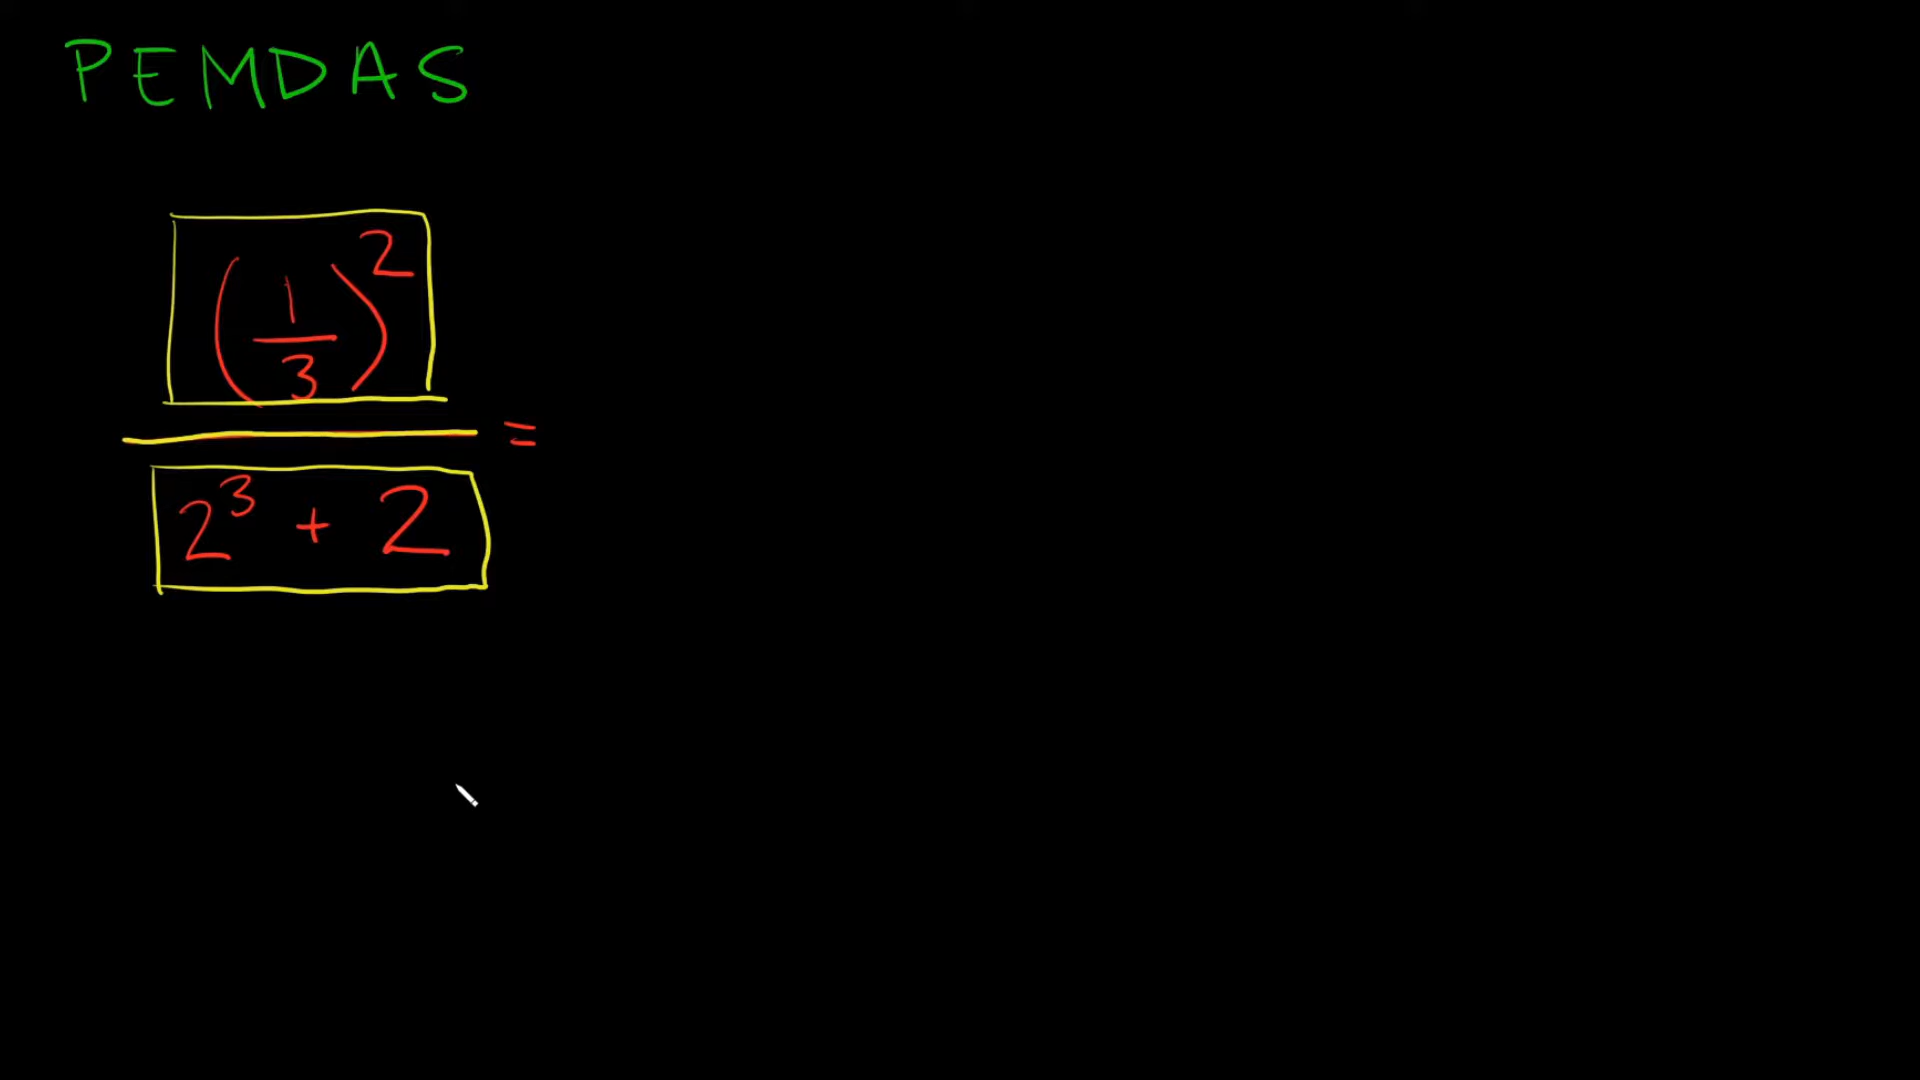 PEMDAS
(1/3)² =
2³ + 2